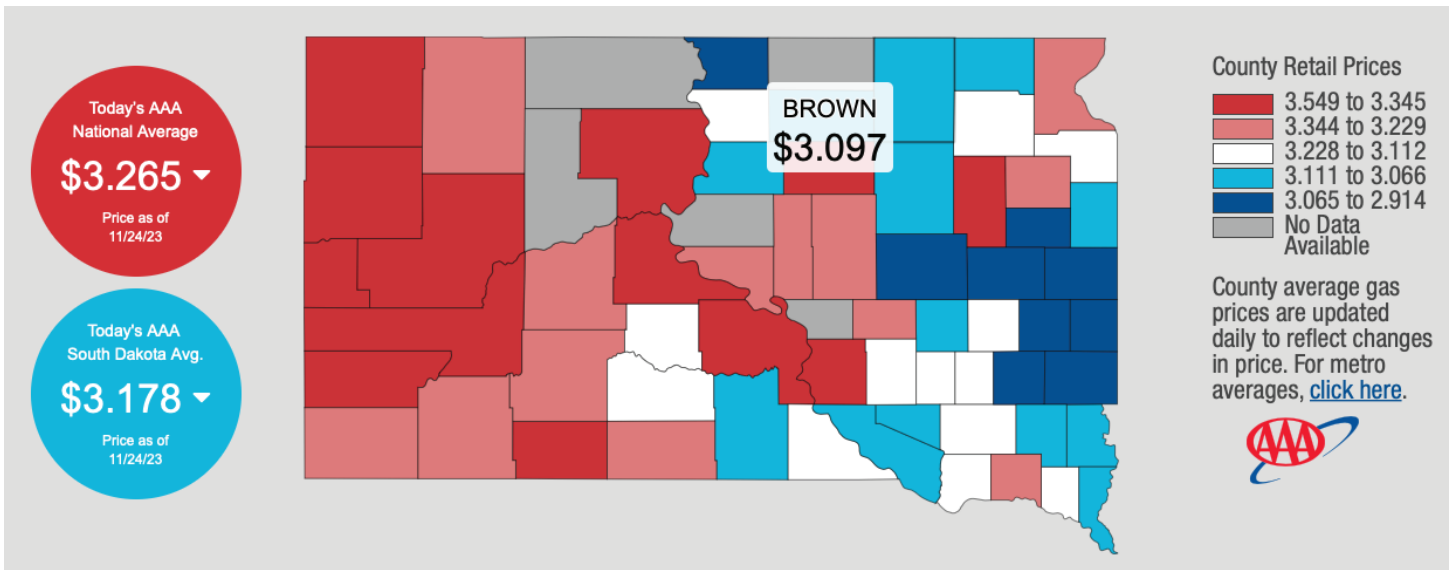 Today's AAA
National Average
$3.265
Price as of
11/24/23
Today's AAA
South Dakota Avg.
$3.178
Price as of
11/24/23
BROWN
$3.097
County Retail Prices
3.549 to 3.345
3.344 to 3.229
3.228 to 3.112
3.111 to 3.066
3.065 to 2.914
No Data
Available
County average gas
prices are updated
daily to reflect changes
in price. For metro
averages, click here.
AAA